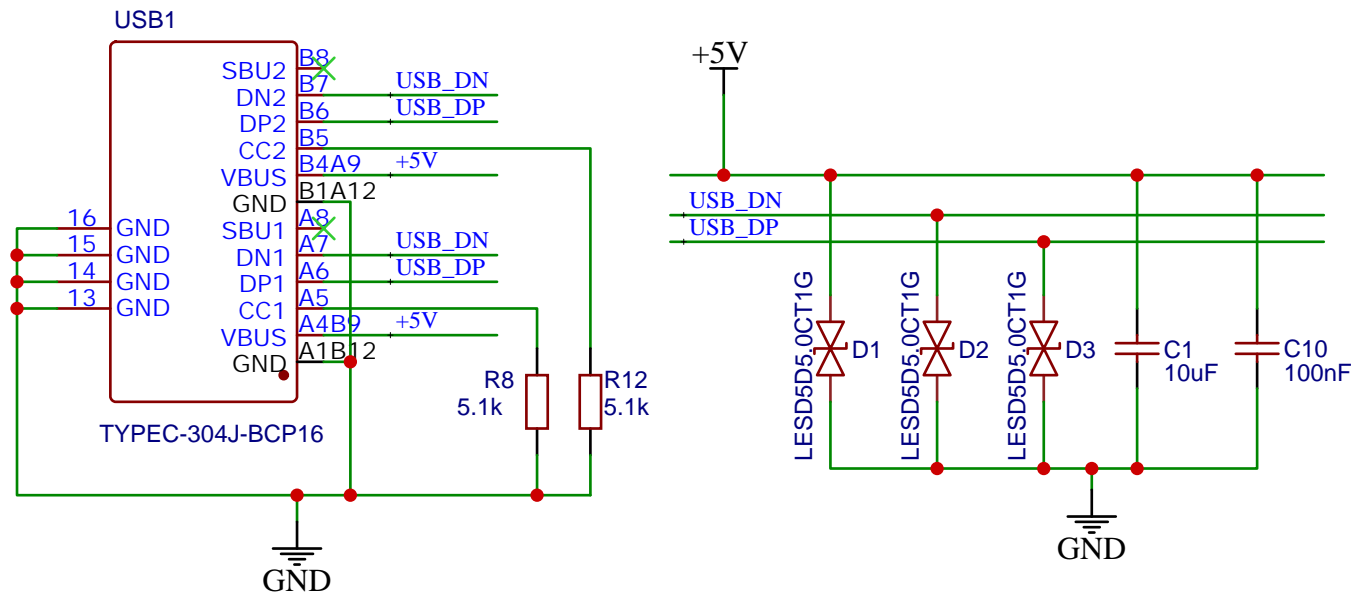 USB1
SBU2 B8
DN2 B7 USB_DN
DP2 B6 USB_DP
CC2 B5
VBUS B4A9 +5V
GND B1A12
SBU1 A8
DN1 A7 USB_DN
DP1 A6 USB_DP
CC1 A5
VBUS A4B9 +5V
GND A1B12
16 GND
15 GND
14 GND
13 GND
TYPEC-304J-BCP16
R8
5.1k
R12
5.1k
GND
+5V
USB_DN
USB_DP
LESD5D5.0CT1G
D1
LESD5D5.0CT1G
D2
LESD5D5.0CT1G
D3
C1
10uF
C10
100nF
GND